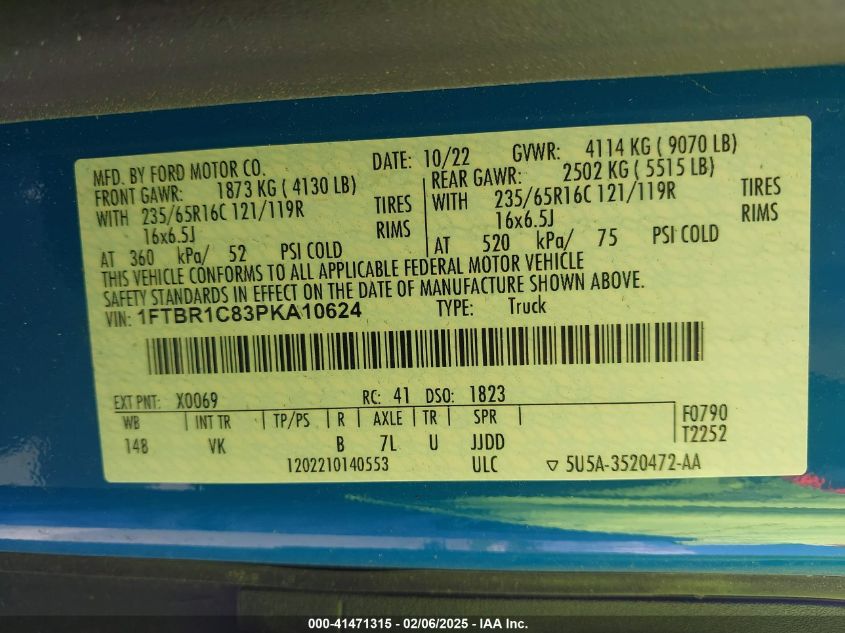 MFD. BY FORD MOTOR CO. DATE: 10/22 GVWR: 4114 KG ( 9070 LB)
FRONT GAWR: 1873 KG ( 4130 LB) REAR GAWR: 2502 KG ( 5515 LB)
WITH 235/65R16C 121/119R TIRES WITH 235/65R16C 121/119R TIRES
16x6.5J RIMS 16x6.5J RIMS
AT 360 kPa/ 52 PSI COLD AT 520 kPa/ 75 PSI COLD
THIS VEHICLE CONFORMS TO ALL APPLICABLE FEDERAL MOTOR VEHICLE
SAFETY STANDARDS IN EFFECT ON THE DATE OF MANUFACTURE SHOWN ABOVE.
VIN: 1FTBR1C83PKA10624 TYPE: Truck
EXT PNT: X0069 RC: 41 DSO: 1823
WB INT TR TP/PS R AXLE TR SPR F0790
148 VK B 7L U JJDD T2252
1202210140553 ULC ▽ 5U5A-3520472-AA
000-41471315 - 02/06/2025 - IAA Inc.